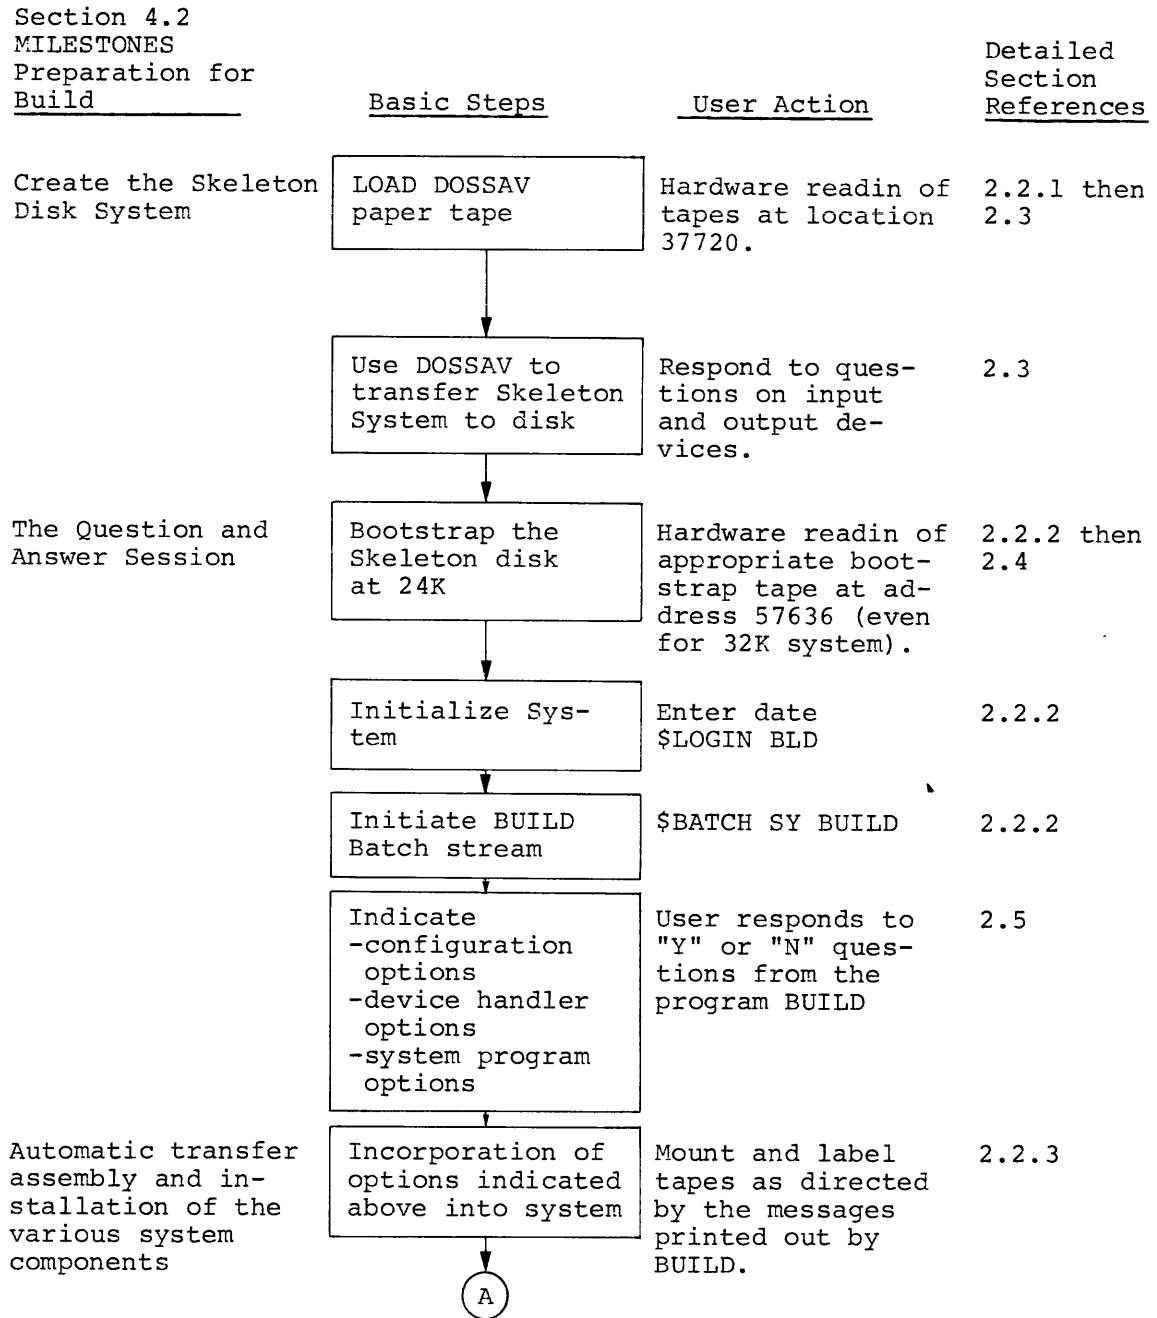 Section 4.2
MILESTONES
Preparation for
Build
Basic Steps
User Action
Detailed
Section
References
Create the Skeleton
Disk System
LOAD DOSSAV
paper tape
Hardware readin of
tapes at location
37720.
2.2.1 then
2.3
Use DOSSAV to
transfer Skeleton
System to disk
Respond to ques-
tions on input
and output de-
vices.
2.3
The Question and
Answer Session
Bootstrap the
Skeleton disk
at 24K
Hardware readin of
appropriate boot-
strap tape at ad-
dress 57636 (even
for 32K system).
2.2.2 then
2.4
Initialize Sys-
tem
Enter date
$LOGIN BLD
2.2.2
Initiate BUILD
Batch stream
$BATCH SY BUILD
2.2.2
Indicate
-configuration
options
-device handler
options
-system program
options
User responds to
"Y" or "N" ques-
tions from the
program BUILD
2.5
Automatic transfer
assembly and in-
stallation of the
various system
components
Incorporation of
options indicated
above into system
Mount and label
tapes as directed
by the messages
printed out by
BUILD.
2.2.3
A